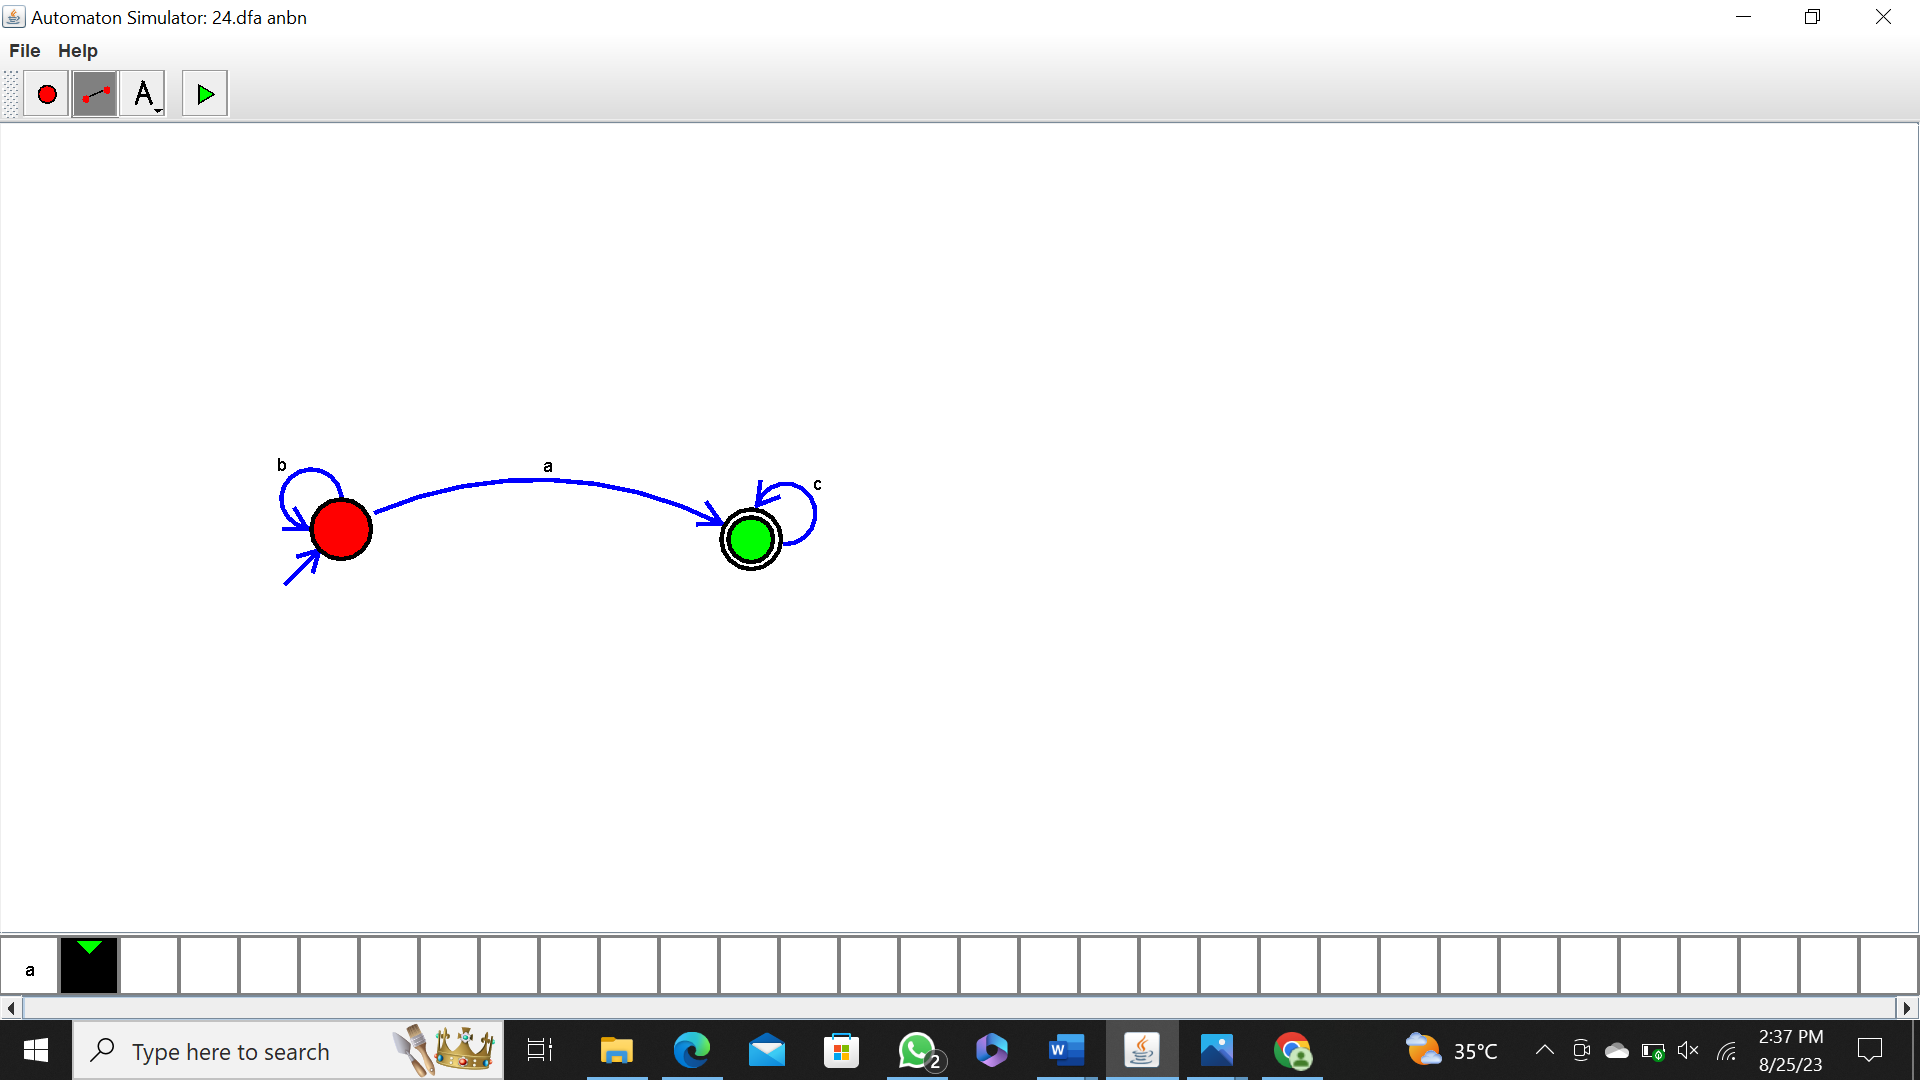 Automaton Simulator: 24.dfa anbn
File Help
A
b
a
c
a
Type here to search
2
W
35°C
2:37 PM
8/25/23